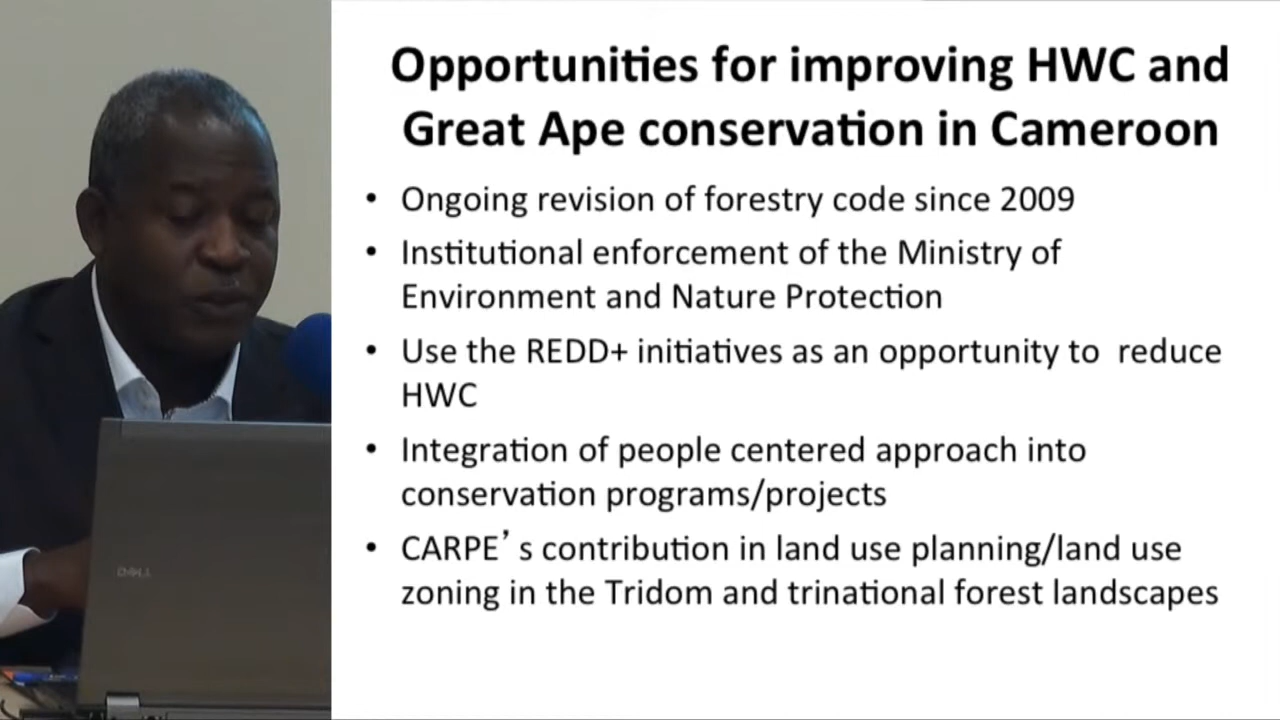 Opportunities for improving HWC and
Great Ape conservation in Cameroon
• Ongoing revision of forestry code since 2009
• Institutional enforcement of the Ministry of
Environment and Nature Protection
• Use the REDD+ initiatives as an opportunity to  reduce
HWC
• Integration of people centered approach into
conservation programs/projects
• CARPE’ s contribution in land use planning/land use
zoning in the Tridom and trinational forest landscapes
DELL